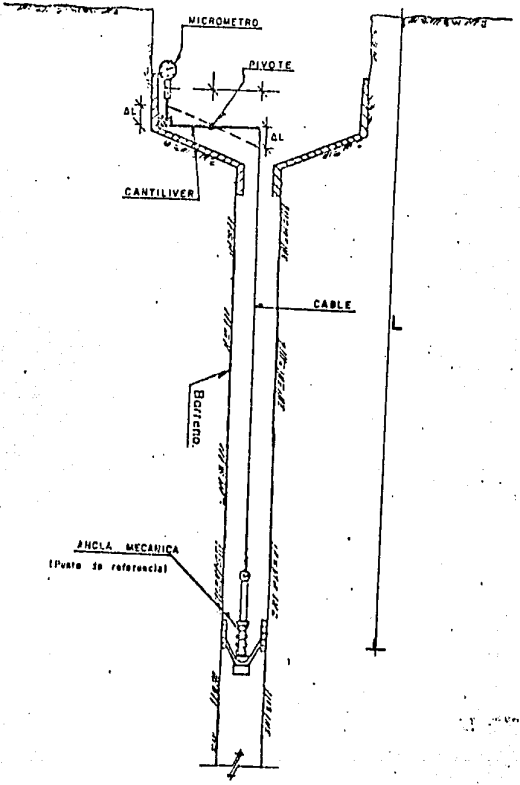 MICROMETRO
PIVOTE
ΔL
ΔL
CANTILIVER
CABLE
L
Barreno.
ANCLA MECANICA
(Punto de referencia)